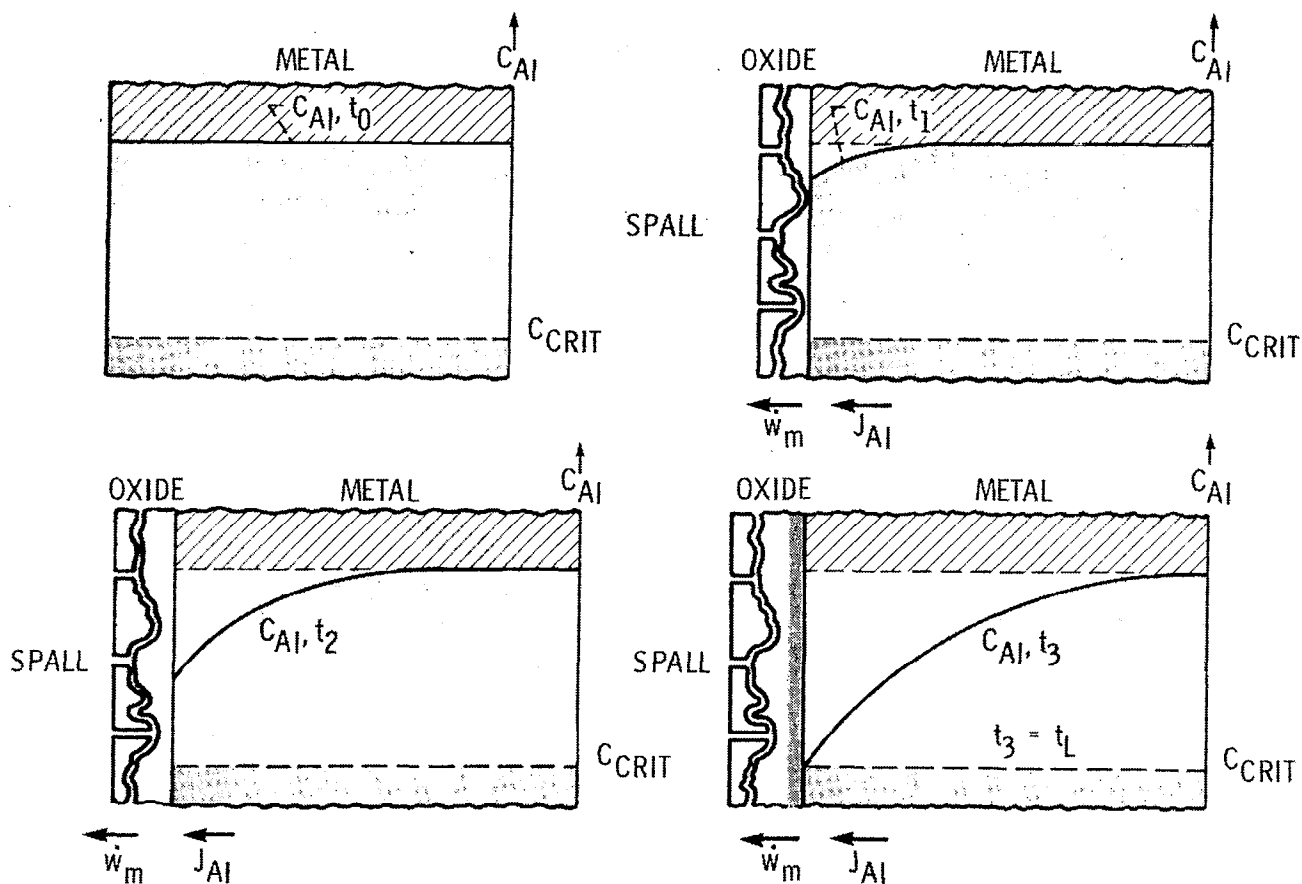 METAL
C_Al
C_Al, t_0
C_CRIT
OXIDE
METAL
C_Al
C_Al, t_1
SPALL
C_CRIT
ẇ_m
J_Al
OXIDE
METAL
C_Al
C_Al, t_2
SPALL
C_CRIT
ẇ_m
J_Al
OXIDE
METAL
C_Al
C_Al, t_3
SPALL
t_3 = t_L
C_CRIT
ẇ_m
J_Al